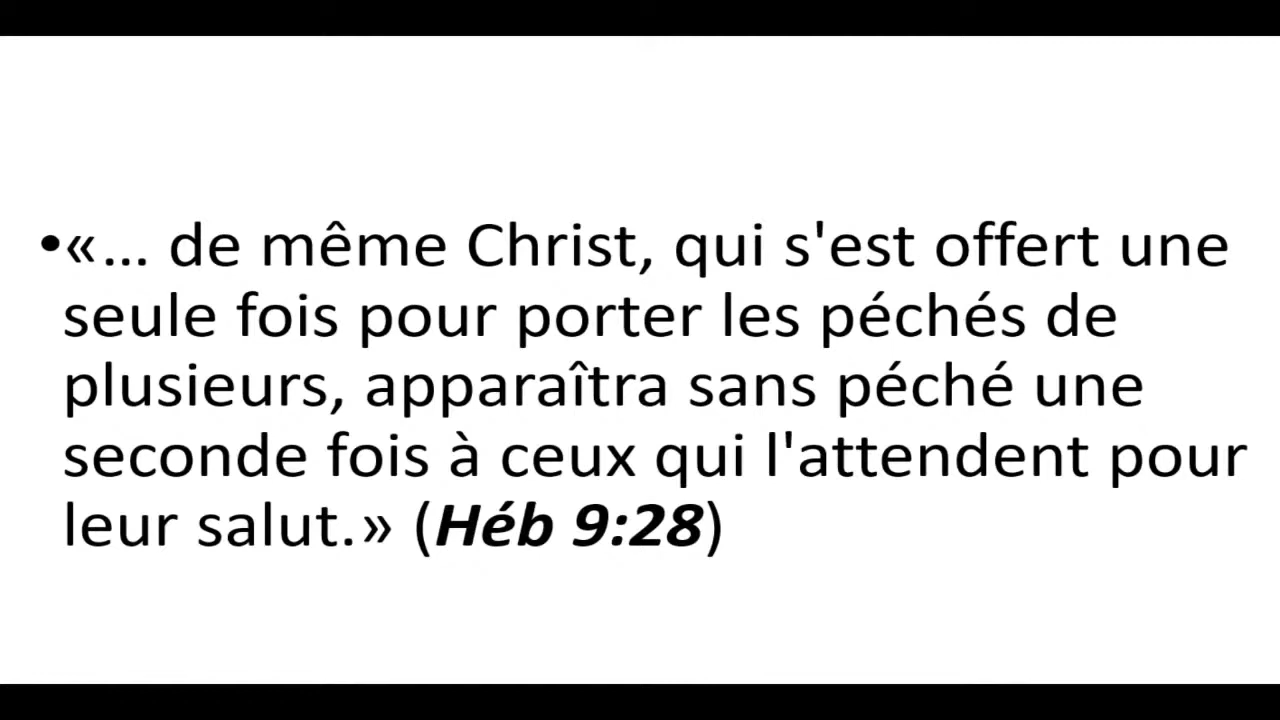 •«... de même Christ, qui s'est offert une
seule fois pour porter les péchés de
plusieurs, apparaîtra sans péché une
seconde fois à ceux qui l'attendent pour
leur salut.» (Héb 9:28)